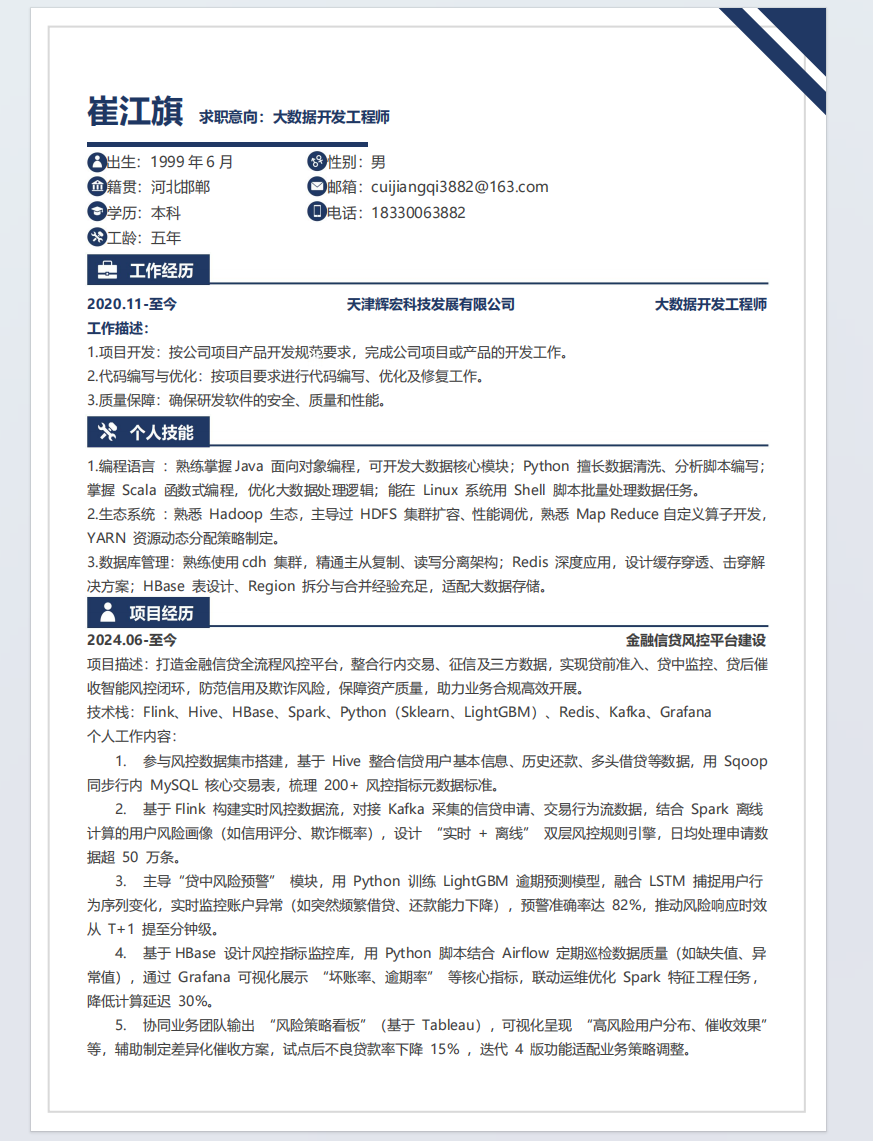 崔江旗 求职意向：大数据开发工程师
出生：1999 年 6 月 性别：男
籍贯：河北邯郸 邮箱：cuijiangqi3882@163.com
学历：本科 电话：18330063882
工龄：五年
工作经历
2020.11-至今 天津辉宏科技发展有限公司 大数据开发工程师
工作描述：
1.项目开发：按公司项目产品开发规范要求，完成公司项目或产品的开发工作。
2.代码编写与优化：按项目要求进行代码编写、优化及修复工作。
3.质量保障：确保研发软件的安全、质量和性能。
个人技能
1.编程语言 ：熟练掌握 Java 面向对象编程，可开发大数据核心模块；Python 擅长数据清洗、分析脚本编写；
掌握 Scala 函数式编程，优化大数据处理逻辑；能在 Linux 系统用 Shell 脚本批量处理数据任务。
2.生态系统 ：熟悉 Hadoop 生态，主导过 HDFS 集群扩容、性能调优，熟悉 Map Reduce 自定义算子开发，
YARN 资源动态分配策略制定。
3.数据库管理：熟练使用 cdh 集群，精通主从复制、读写分离架构；Redis 深度应用，设计缓存穿透、击穿解
决方案；HBase 表设计、Region 拆分与合并经验充足，适配大数据存储。
项目经历
2024.06-至今 金融信贷风控平台建设
项目描述：打造金融信贷全流程风控平台，整合行内交易、征信及三方数据，实现贷前准入、贷中监控、贷后催
收智能风控闭环，防范信用及欺诈风险，保障资产质量，助力业务合规高效开展。
技术栈：Flink、Hive、HBase、Spark、Python（Sklearn、LightGBM）、Redis、Kafka、Grafana
个人工作内容：
1. 参与风控数据集市搭建，基于 Hive 整合信贷用户基本信息、历史还款、多头借贷等数据，用 Sqoop
同步行内 MySQL 核心交易表，梳理 200+ 风控指标元数据标准。
2. 基于 Flink 构建实时风控数据流，对接 Kafka 采集的信贷申请、交易行为流数据，结合 Spark 离线
计算的用户风险画像（如信用评分、欺诈概率），设计 “实时 + 离线” 双层风控规则引擎，日均处理申请数
据超 50 万条。
3. 主导“贷中风险预警” 模块，用 Python 训练 LightGBM 逾期预测模型，融合 LSTM 捕捉用户行
为序列变化，实时监控账户异常（如突然频繁借贷、还款能力下降），预警准确率达 82%，推动风险响应时效
从 T+1 提至分钟级。
4. 基于 HBase 设计风控指标监控库，用 Python 脚本结合 Airflow 定期巡检数据质量（如缺失值、异
常值），通过 Grafana 可视化展示 “坏账率、逾期率” 等核心指标，联动运维优化 Spark 特征工程任务，
降低计算延迟 30%。
5. 协同业务团队输出 “风险策略看板”（基于 Tableau），可视化呈现 “高风险用户分布、催收效果”
等，辅助制定差异化催收方案，试点后不良贷款率下降 15% ，迭代 4 版功能适配业务策略调整。